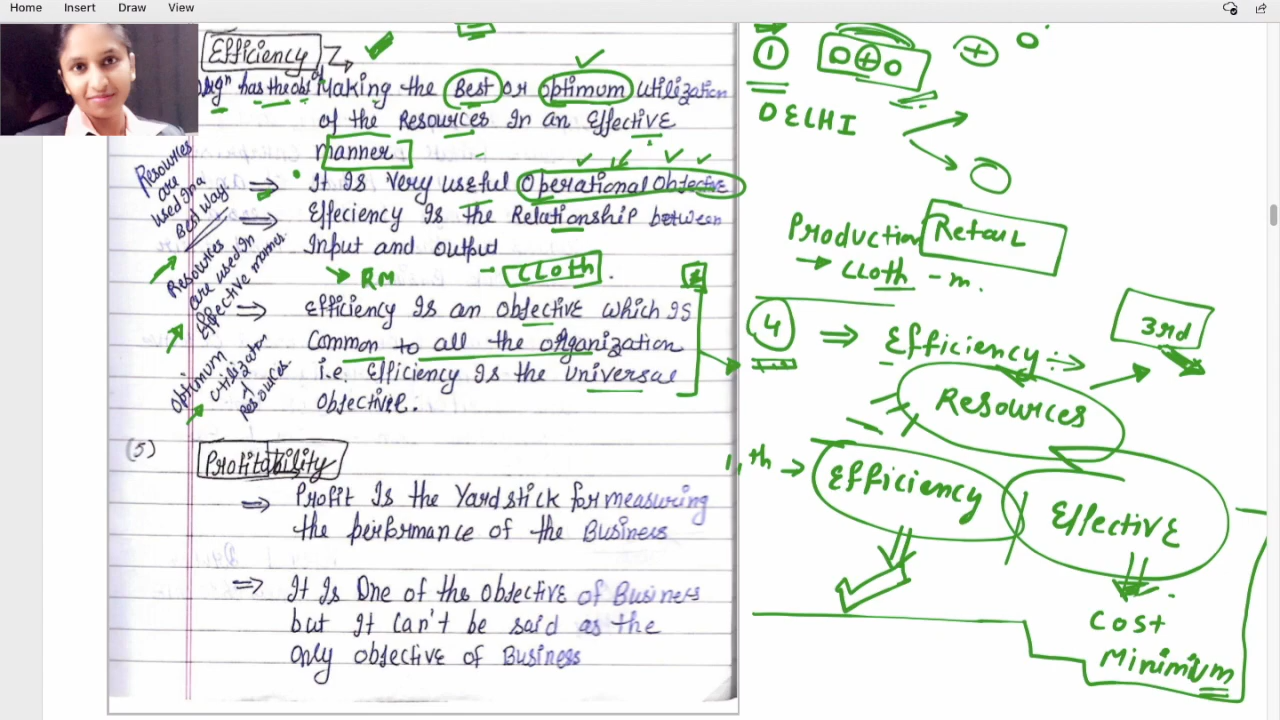 Home Insert Draw View
Efficiency
has the obj Making the Best or optimum utilization
of the Resources In an Effective
manner
It Is very useful Operational Objective
Effeciency Is the Relationship between
Input and output
RM - CLOTH.
Efficiency Is an objective which Is
Common to all the organization
i.e. Efficiency Is the universal
objective.
Resources
are
used In a
Best way.
Resources
are used In
Effective manner.
optimum
utilization
of
Resources
(5) Profitability
Profit Is the Yardstick for measuring
the performance of the Business
It Is One of the objective of Business
but It can't be said as the
only objective of Business
1
DELHI
Production Retail
cloth - m.
4 Efficiency
3rd
Resources
th Efficiency Effective
Cost
Minimium